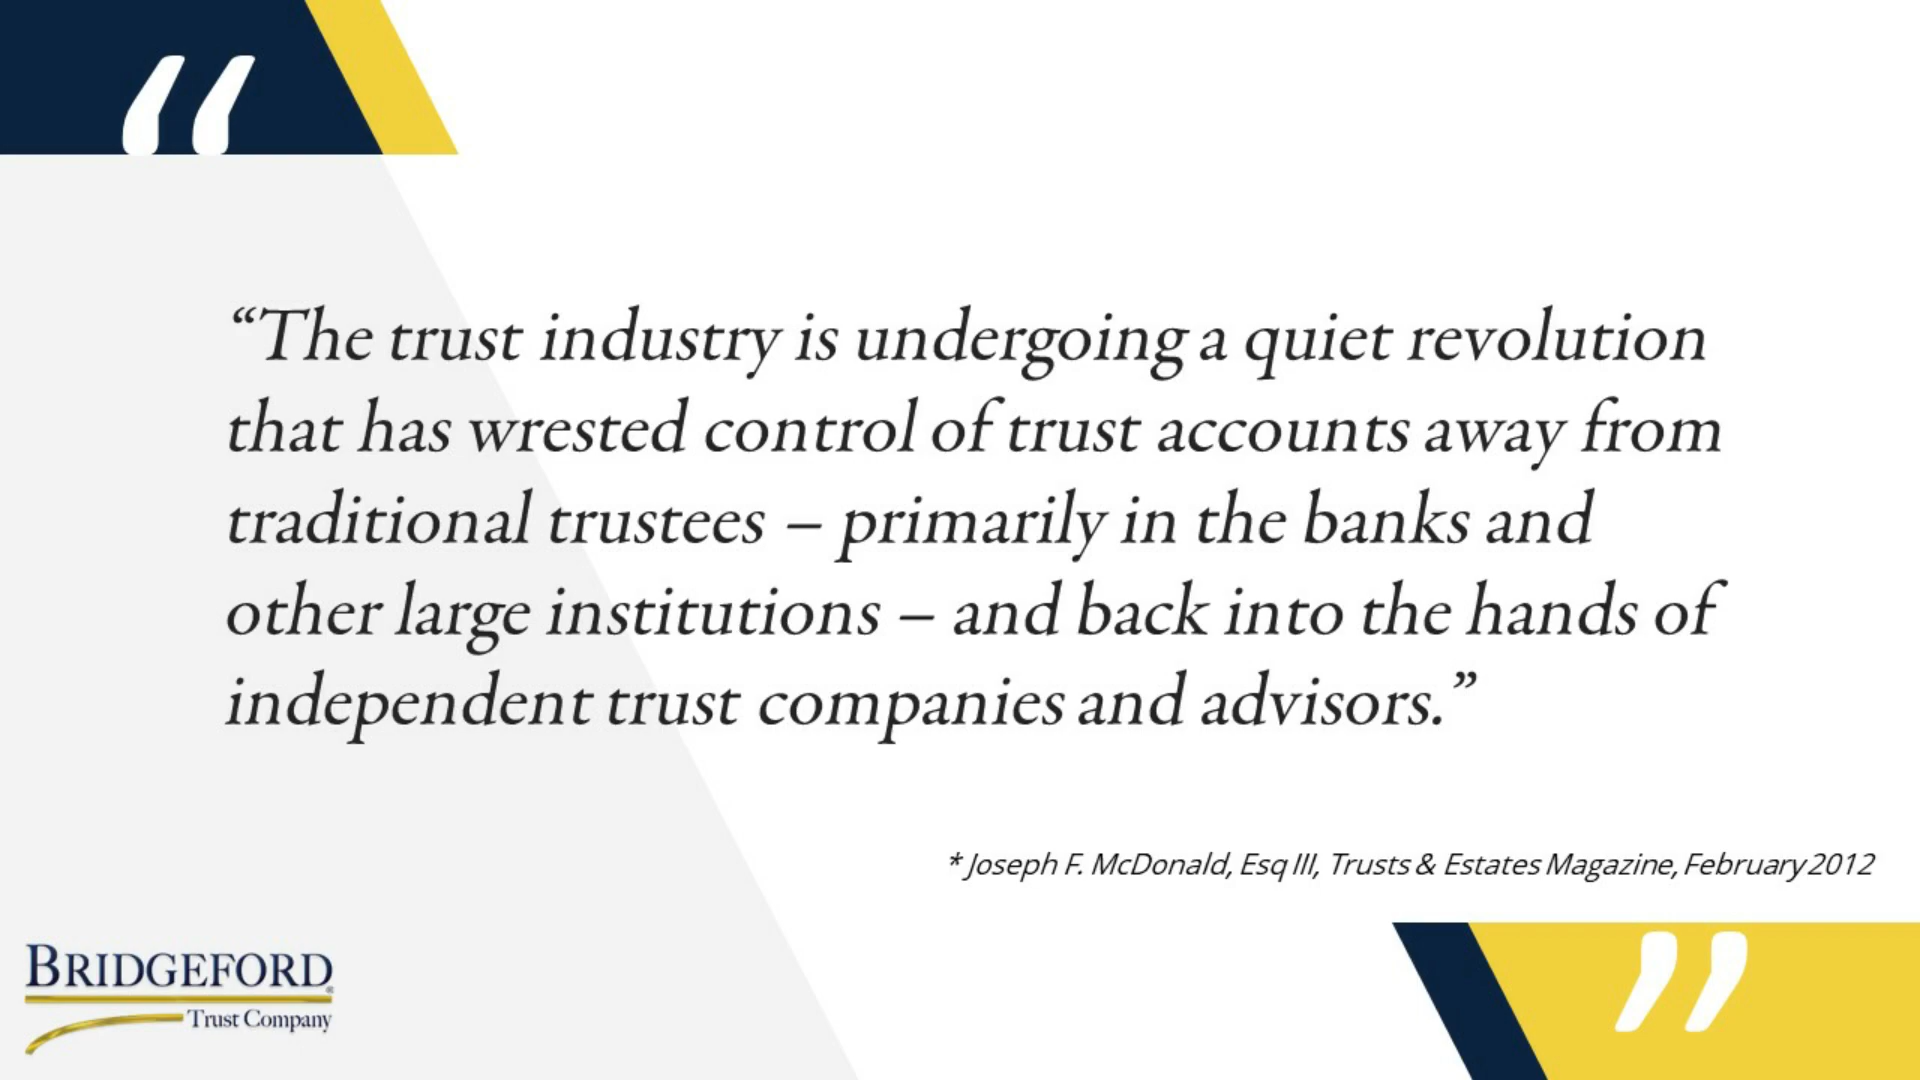 “
“The trust industry is undergoing a quiet revolution
that has wrested control of trust accounts away from
traditional trustees – primarily in the banks and
other large institutions – and back into the hands of
independent trust companies and advisors.”
* Joseph F. McDonald, Esq III, Trusts & Estates Magazine, February 2012
BRIDGEFORD®
Trust Company
”